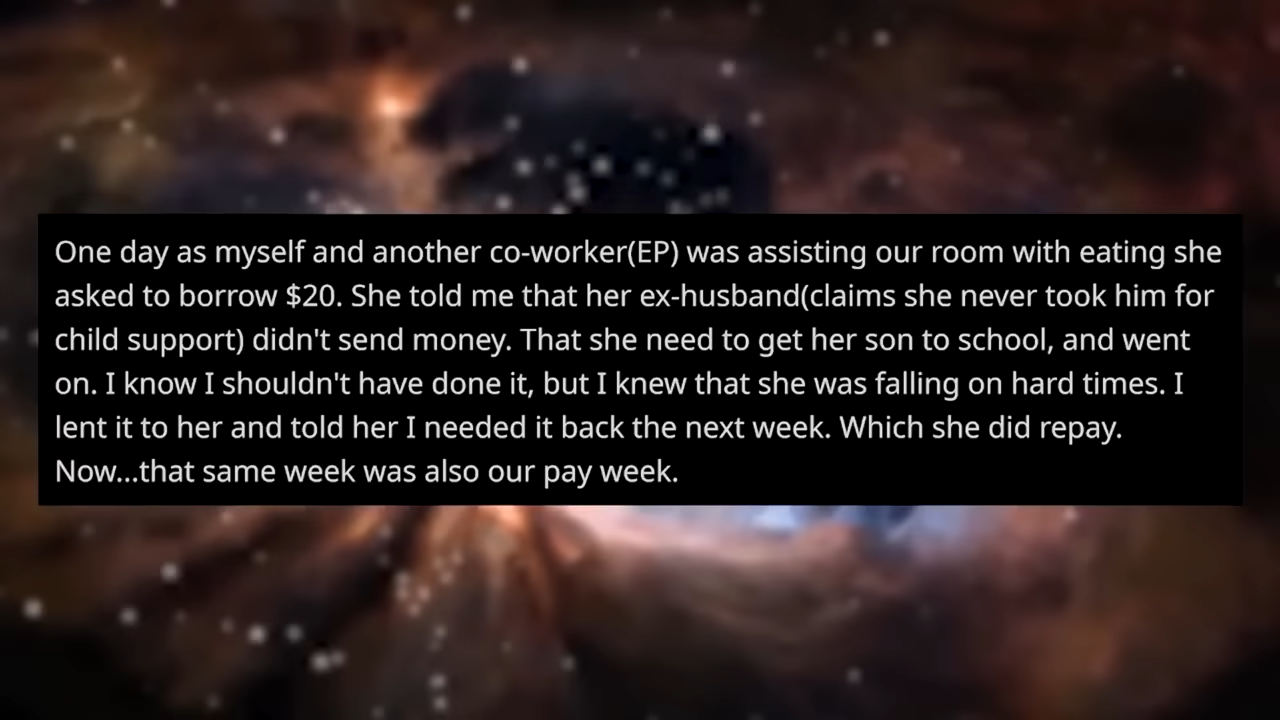 One day as myself and another co-worker(EP) was assisting our room with eating she
asked to borrow $20. She told me that her ex-husband(claims she never took him for
child support) didn't send money. That she need to get her son to school, and went
on. I know I shouldn't have done it, but I knew that she was falling on hard times. I
lent it to her and told her I needed it back the next week. Which she did repay.
Now...that same week was also our pay week.